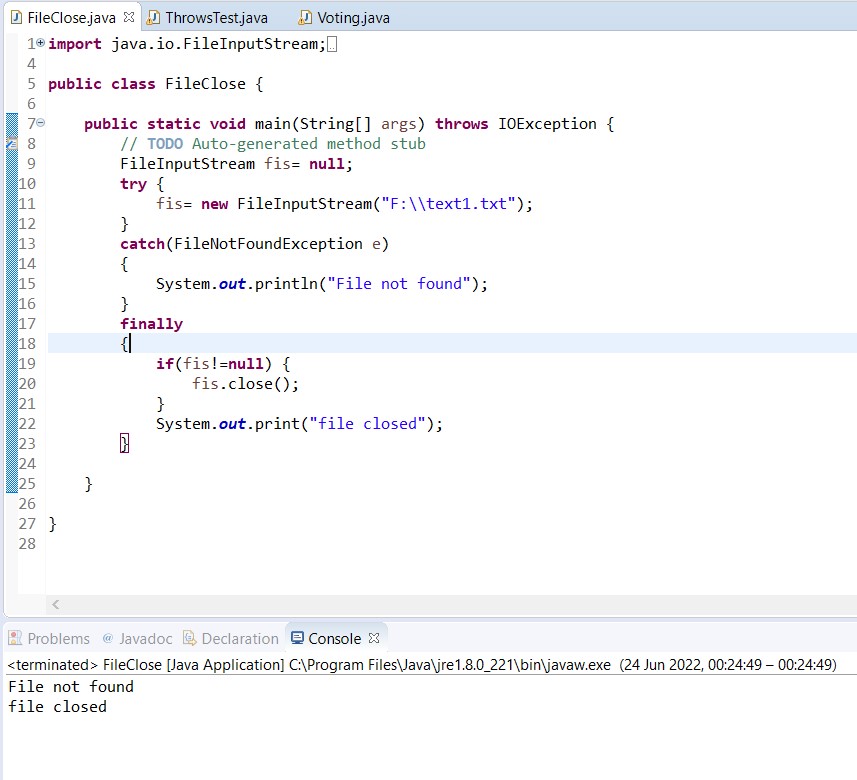 FileClose.java ThrowsTest.java Voting.java
1 import java.io.FileInputStream;
4
5 public class FileClose {
6
7     public static void main(String[] args) throws IOException {
8         // TODO Auto-generated method stub
9         FileInputStream fis= null;
10         try {
11             fis= new FileInputStream("F:\\text1.txt");
12         }
13         catch(FileNotFoundException e)
14         {
15             System.out.println("File not found");
16         }
17         finally
18         {
19             if(fis!=null) {
20                 fis.close();
21             }
22             System.out.print("file closed");
23         }
24
25     }
26
27 }
28
Problems @ Javadoc Declaration Console
<terminated> FileClose [Java Application] C:\Program Files\Java\jre1.8.0_221\bin\javaw.exe (24 Jun 2022, 00:24:49 – 00:24:49)
File not found
file closed